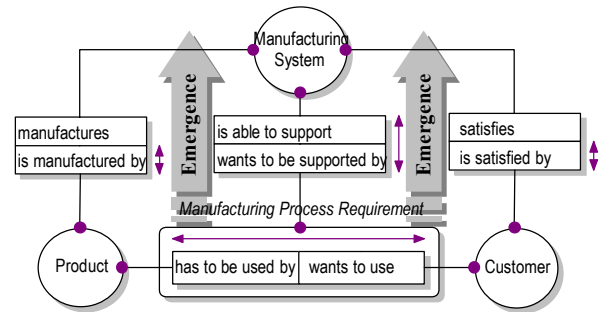 Manufacturing
System
Emergence
Emergence
manufactures
is manufactured by
is able to support
wants to be supported by
satisfies
is satisfied by
Manufacturing Process Requirement
Product
has to be used by
wants to use
Customer